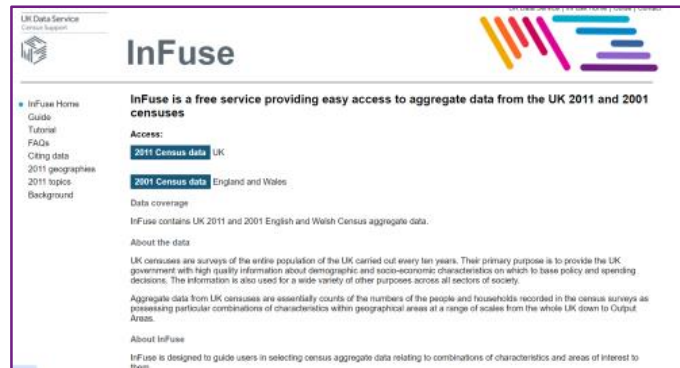 UK Data Service
Census Support
UK Data Service | InFuse Home | Guide | Contact
InFuse
InFuse Home
Guide
Tutorial
FAQs
Citing data
2011 geographies
2011 topics
Background
InFuse is a free service providing easy access to aggregate data from the UK 2011 and 2001
censuses
Access:
2011 Census data UK
2001 Census data England and Wales
Data coverage
InFuse contains UK 2011 and 2001 English and Welsh Census aggregate data.
About the data
UK censuses are surveys of the entire population of the UK carried out every ten years. Their primary purpose is to provide the UK
government with high quality information about demographic and socio-economic characteristics on which to base policy and spending
decisions. The information is also used for a wide variety of other purposes across all sectors of society.
Aggregate data from UK censuses are essentially counts of the numbers of the people and households recorded in the census surveys as
possessing particular combinations of characteristics within geographical areas at a range of scales from the whole UK down to Output
Areas.
About InFuse
InFuse is designed to guide users in selecting census aggregate data relating to combinations of characteristics and areas of interest to
them.